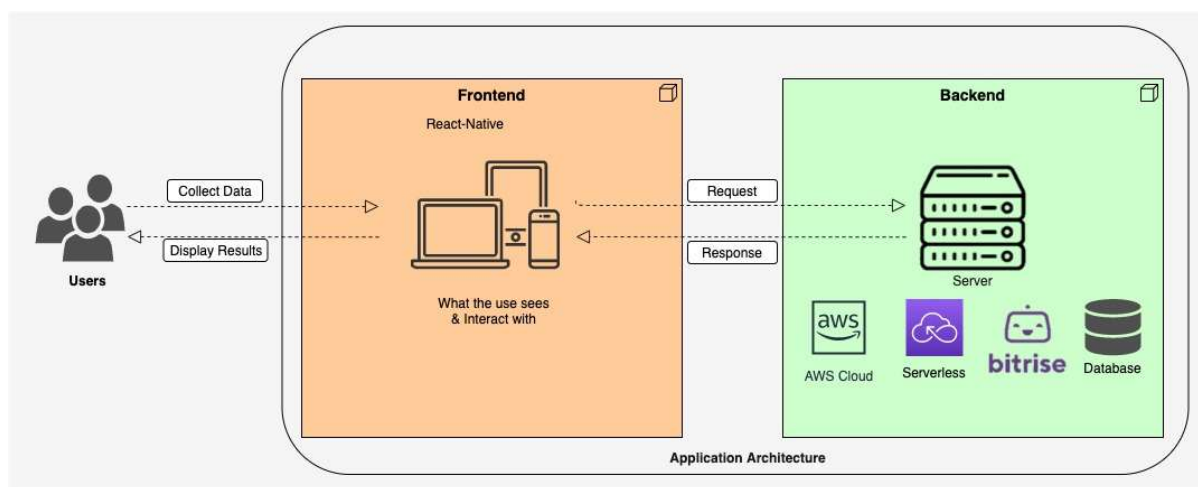 Frontend
React-Native
Backend
Collect Data
Display Results
Users
Request
Response
What the use sees
& Interact with
Server
aws
AWS Cloud
Serverless
bitrise
Database
Application Architecture